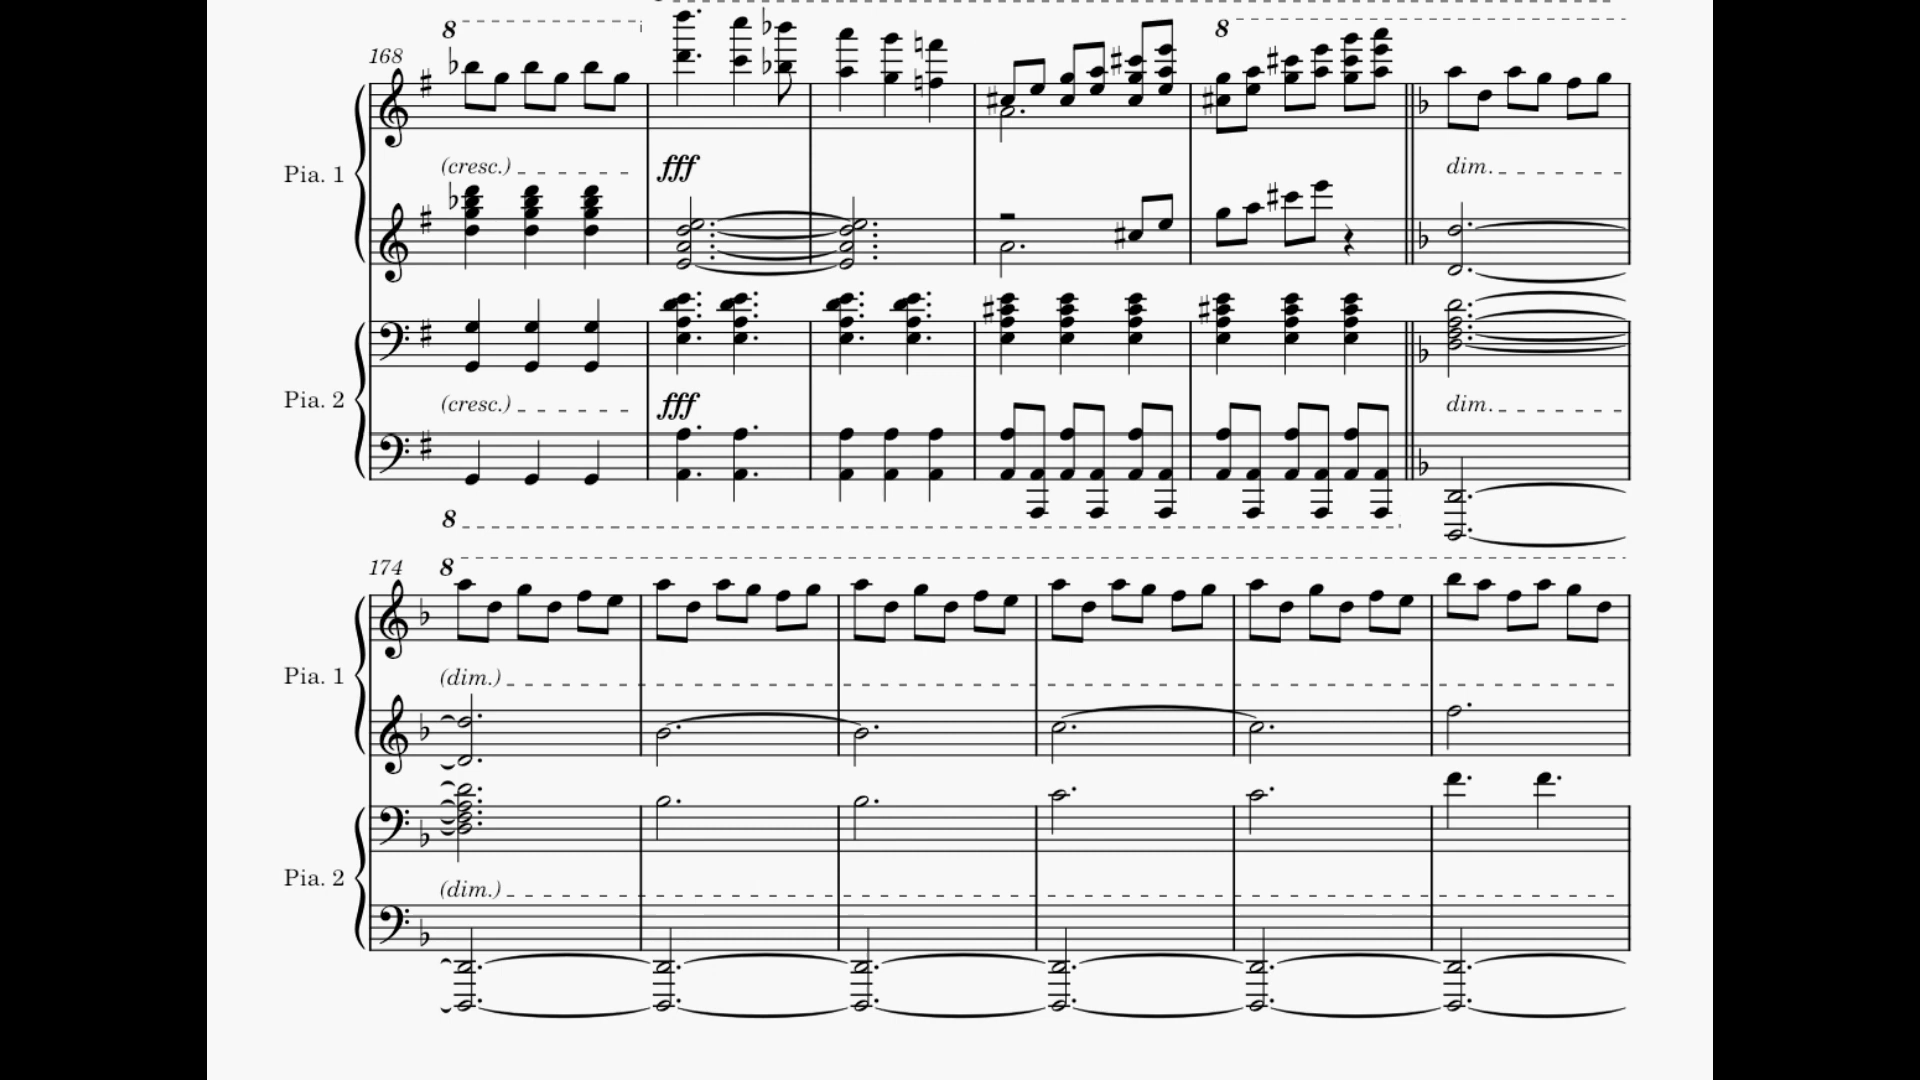 8
168
Pia. 1
(cresc.)
fff
dim.
8
Pia. 2
(cresc.)
fff
dim.
8
174
8
Pia. 1
(dim.)
Pia. 2
(dim.)